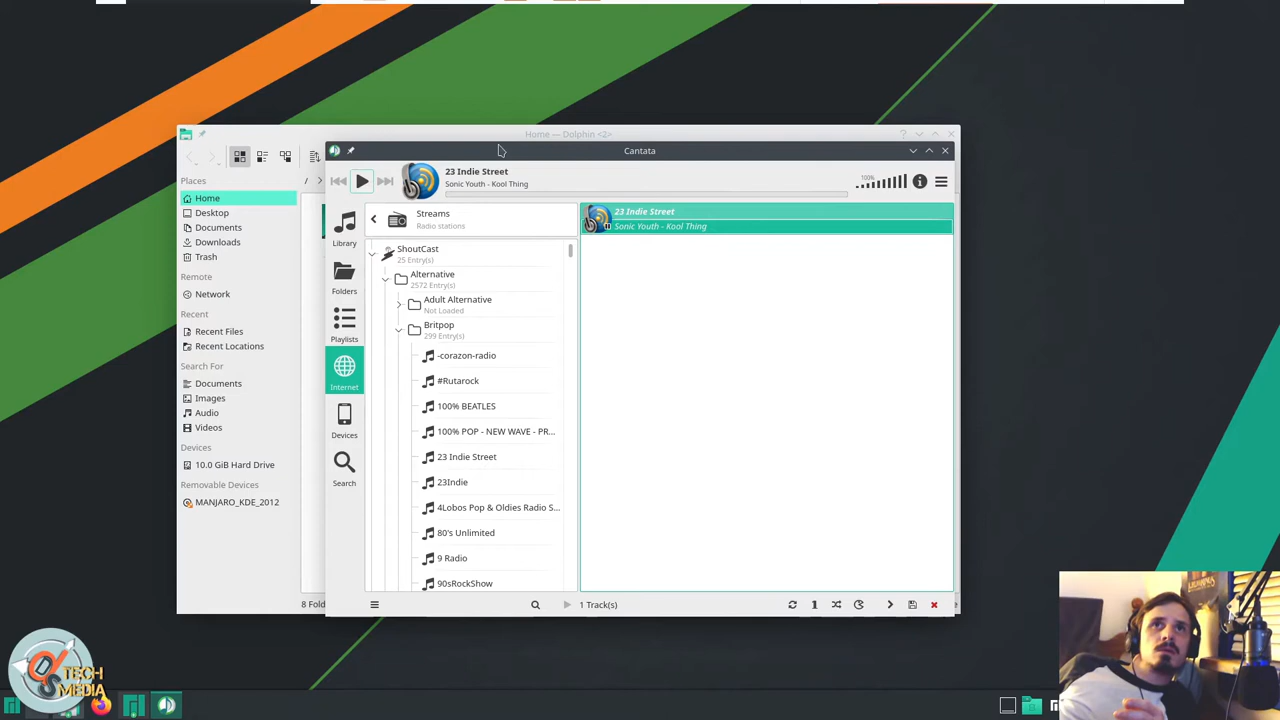 Home — Dolphin <2>
Cantata
23 Indie Street
Sonic Youth - Kool Thing
100%
Places
Home
Desktop
Documents
Downloads
Trash
Remote
Network
Recent
Recent Files
Recent Locations
Search For
Documents
Images
Audio
Videos
Devices
10.0 GiB Hard Drive
Removable Devices
MANJARO_KDE_2012
/
8 Fold
Library
Folders
Playlists
Internet
Devices
Search
Streams
Radio stations
ShoutCast
25 Entry(s)
Alternative
2572 Entry(s)
Adult Alternative
Not Loaded
Britpop
299 Entry(s)
-corazon-radio
#Rutarock
100% BEATLES
100% POP - NEW WAVE - PR...
23 Indie Street
23Indie
4Lobos Pop & Oldies Radio S...
80's Unlimited
9 Radio
90sRockShow
23 Indie Street
Sonic Youth - Kool Thing
1 Track(s)
TECH
MEDIA